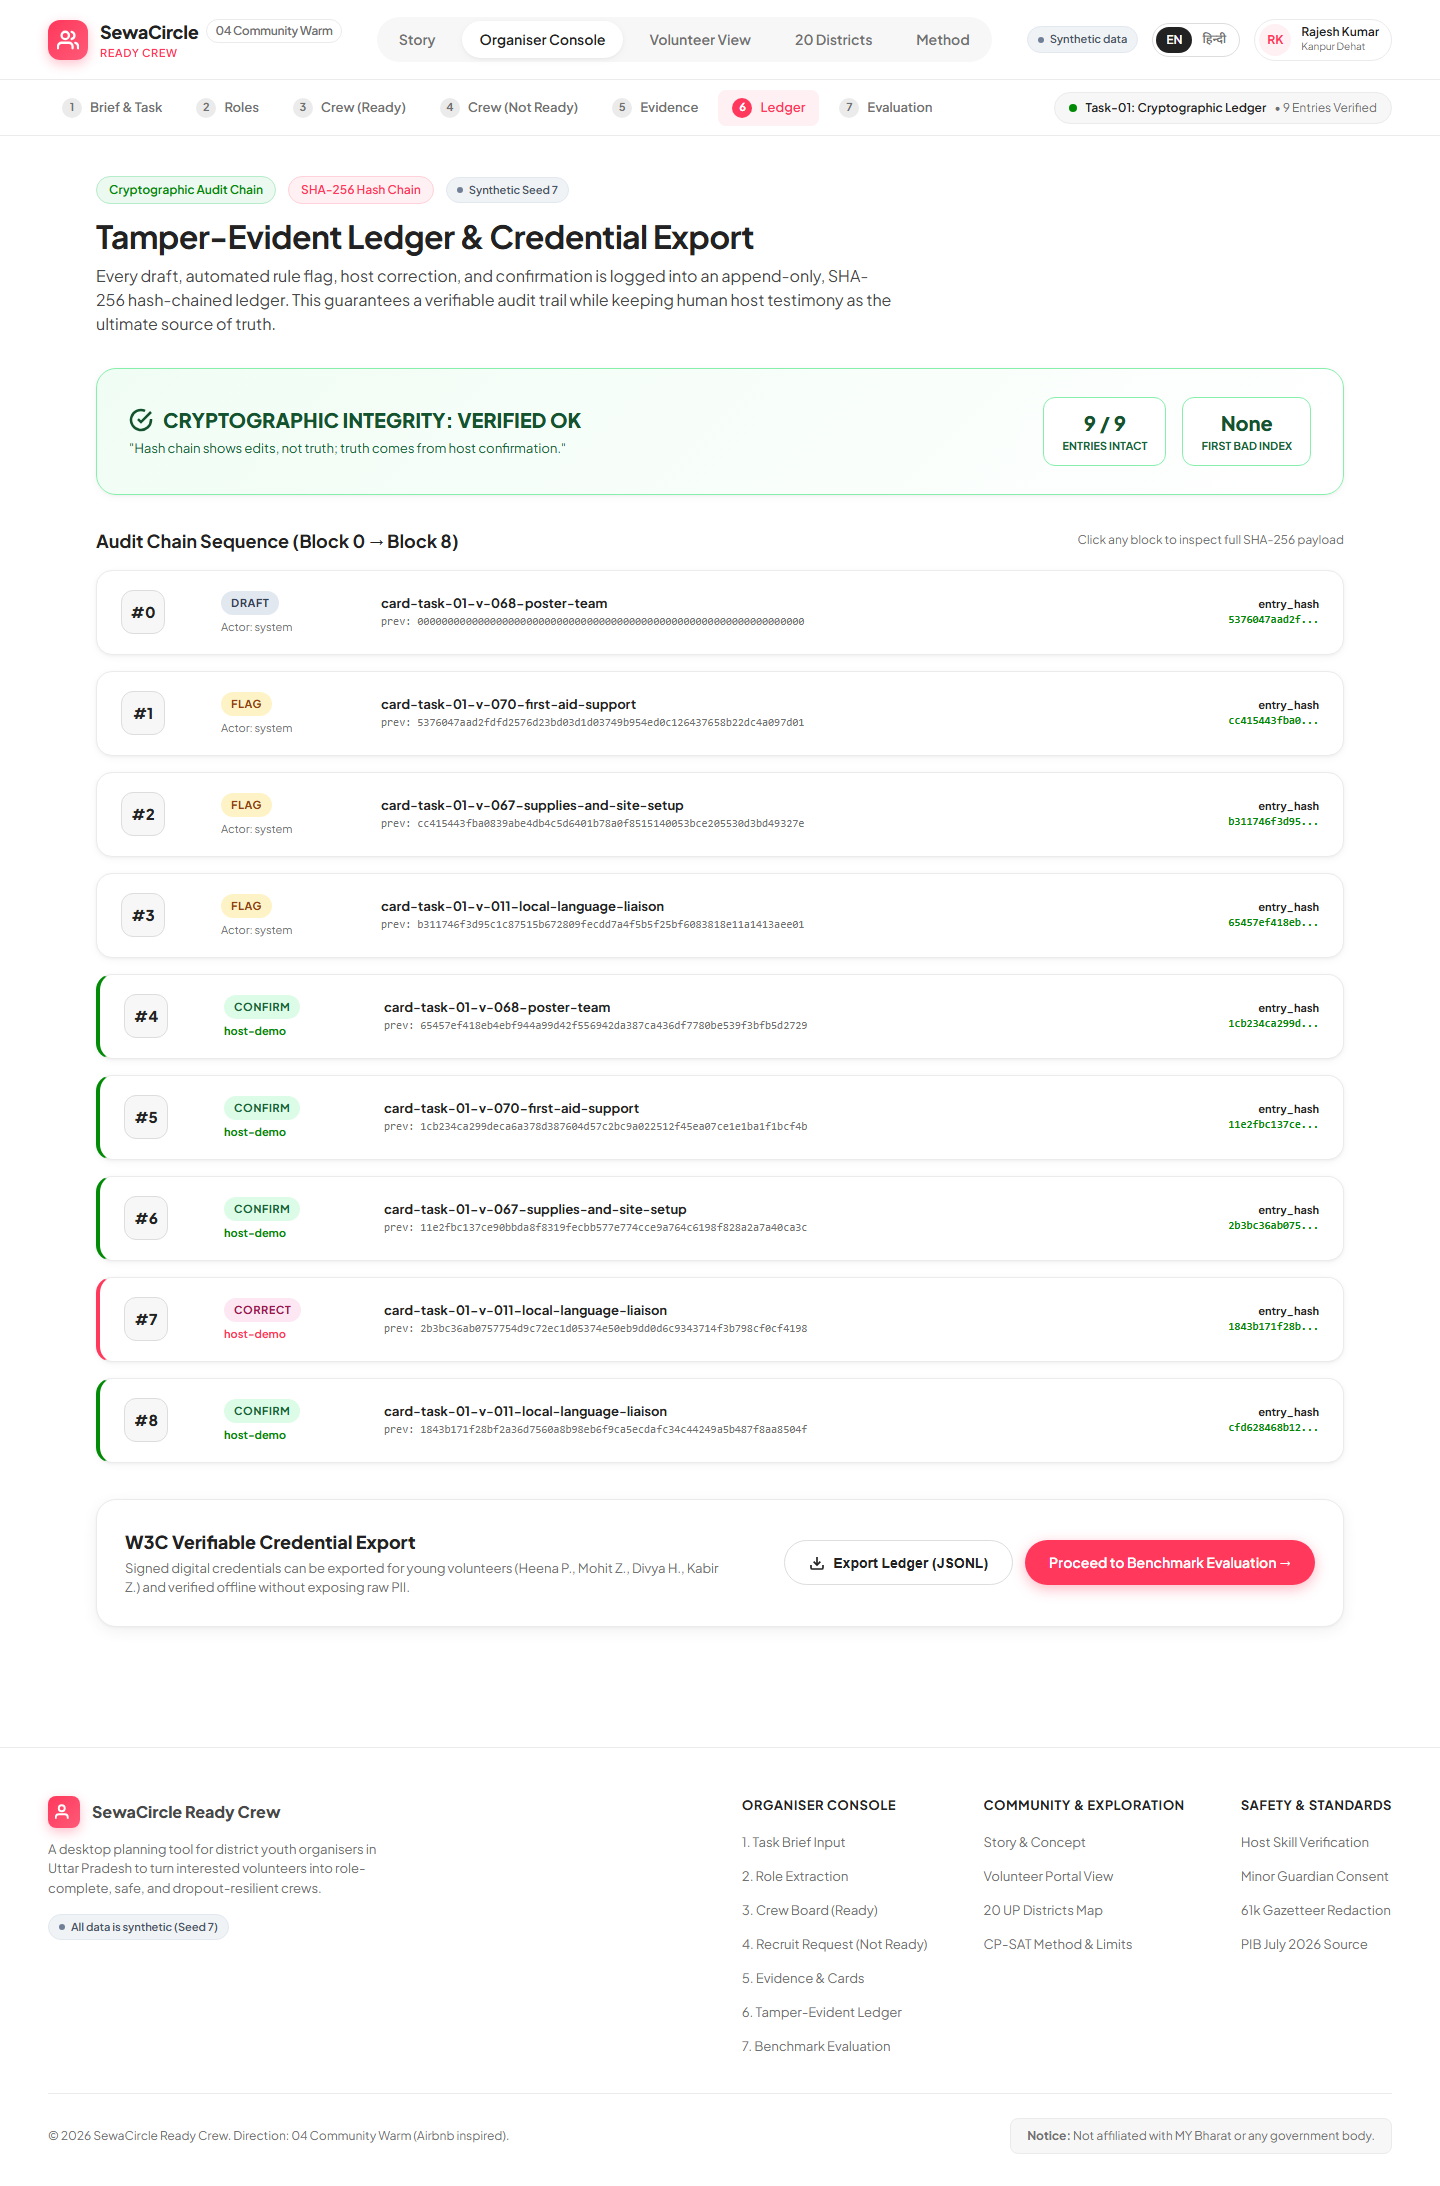 SewaCircle
READY CREW
04 Community Warm
Story
Organiser Console
Volunteer View
20 Districts
Method
Synthetic data
EN
हिन्दी
RK
Rajesh Kumar
Kanpur Dehat
1 Brief & Task
2 Roles
3 Crew (Ready)
4 Crew (Not Ready)
5 Evidence
6 Ledger
7 Evaluation
Task-01: Cryptographic Ledger • 9 Entries Verified
Cryptographic Audit Chain
SHA-256 Hash Chain
Synthetic Seed 7
Tamper-Evident Ledger & Credential Export
Every draft, automated rule flag, host correction, and confirmation is logged into an append-only, SHA-
256 hash-chained ledger. This guarantees a verifiable audit trail while keeping human host testimony as the
ultimate source of truth.
CRYPTOGRAPHIC INTEGRITY: VERIFIED OK
"Hash chain shows edits, not truth; truth comes from host confirmation."
9 / 9
ENTRIES INTACT
None
FIRST BAD INDEX
Audit Chain Sequence (Block 0 → Block 8)
Click any block to inspect full SHA-256 payload
#0
DRAFT
Actor: system
card-task-01-v-068-poster-team
prev: 0000000000000000000000000000000000000000000000000000000000000000
entry_hash
5376047aad2f...
#1
FLAG
Actor: system
card-task-01-v-070-first-aid-support
prev: 5376047aad2fdfd2576d23bd03d1d03749b954ed0c126437658b22dc4a097d01
entry_hash
cc415443fba0...
#2
FLAG
Actor: system
card-task-01-v-067-supplies-and-site-setup
prev: cc415443fba0839abe4db4c5d6401b78a0f8515140053bce205530d3bd49327e
entry_hash
b311746f3d95...
#3
FLAG
Actor: system
card-task-01-v-011-local-language-liaison
prev: b311746f3d95c1c87515b672809fecdd7a4f5b5f25bf6083818e11a1413aee01
entry_hash
65457ef418eb...
#4
CONFIRM
host-demo
card-task-01-v-068-poster-team
prev: 65457ef418eb4ebf944a99d42f556942da387ca436df7780be539f3bfb5d2729
entry_hash
1cb234ca299d...
#5
CONFIRM
host-demo
card-task-01-v-070-first-aid-support
prev: 1cb234ca299deca6a378d387604d57c2bc9a022512f45ea07ce1e1ba1f1bcf4b
entry_hash
11e2fbc137ce...
#6
CONFIRM
host-demo
card-task-01-v-067-supplies-and-site-setup
prev: 11e2fbc137ce90bbda8f8319fecbb577e774cce9a764c6198f828a2a7a40ca3c
entry_hash
2b3bc36ab075...
#7
CORRECT
host-demo
card-task-01-v-011-local-language-liaison
prev: 2b3bc36ab0757754d9c72ec1d05374e50eb9dd0d6c9343714f3b798cf0cf4198
entry_hash
1843b171f28b...
#8
CONFIRM
host-demo
card-task-01-v-011-local-language-liaison
prev: 1843b171f28bf2a36d7560a8b98eb6f9ca5ecdafc34c44249a5b487f8aa8504f
entry_hash
cfd628468b12...
W3C Verifiable Credential Export
Signed digital credentials can be exported for young volunteers (Heena P., Mohit Z., Divya H., Kabir
Z.) and verified offline without exposing raw PII.
Export Ledger (JSONL)
Proceed to Benchmark Evaluation →
SewaCircle Ready Crew
A desktop planning tool for district youth organisers in
Uttar Pradesh to turn interested volunteers into role-
complete, safe, and dropout-resilient crews.
All data is synthetic (Seed 7)
ORGANISER CONSOLE
1. Task Brief Input
2. Role Extraction
3. Crew Board (Ready)
4. Recruit Request (Not Ready)
5. Evidence & Cards
6. Tamper-Evident Ledger
7. Benchmark Evaluation
COMMUNITY & EXPLORATION
Story & Concept
Volunteer Portal View
20 UP Districts Map
CP-SAT Method & Limits
SAFETY & STANDARDS
Host Skill Verification
Minor Guardian Consent
61k Gazetteer Redaction
PIB July 2026 Source
© 2026 SewaCircle Ready Crew. Direction: 04 Community Warm (Airbnb inspired).
Notice: Not affiliated with MY Bharat or any government body.